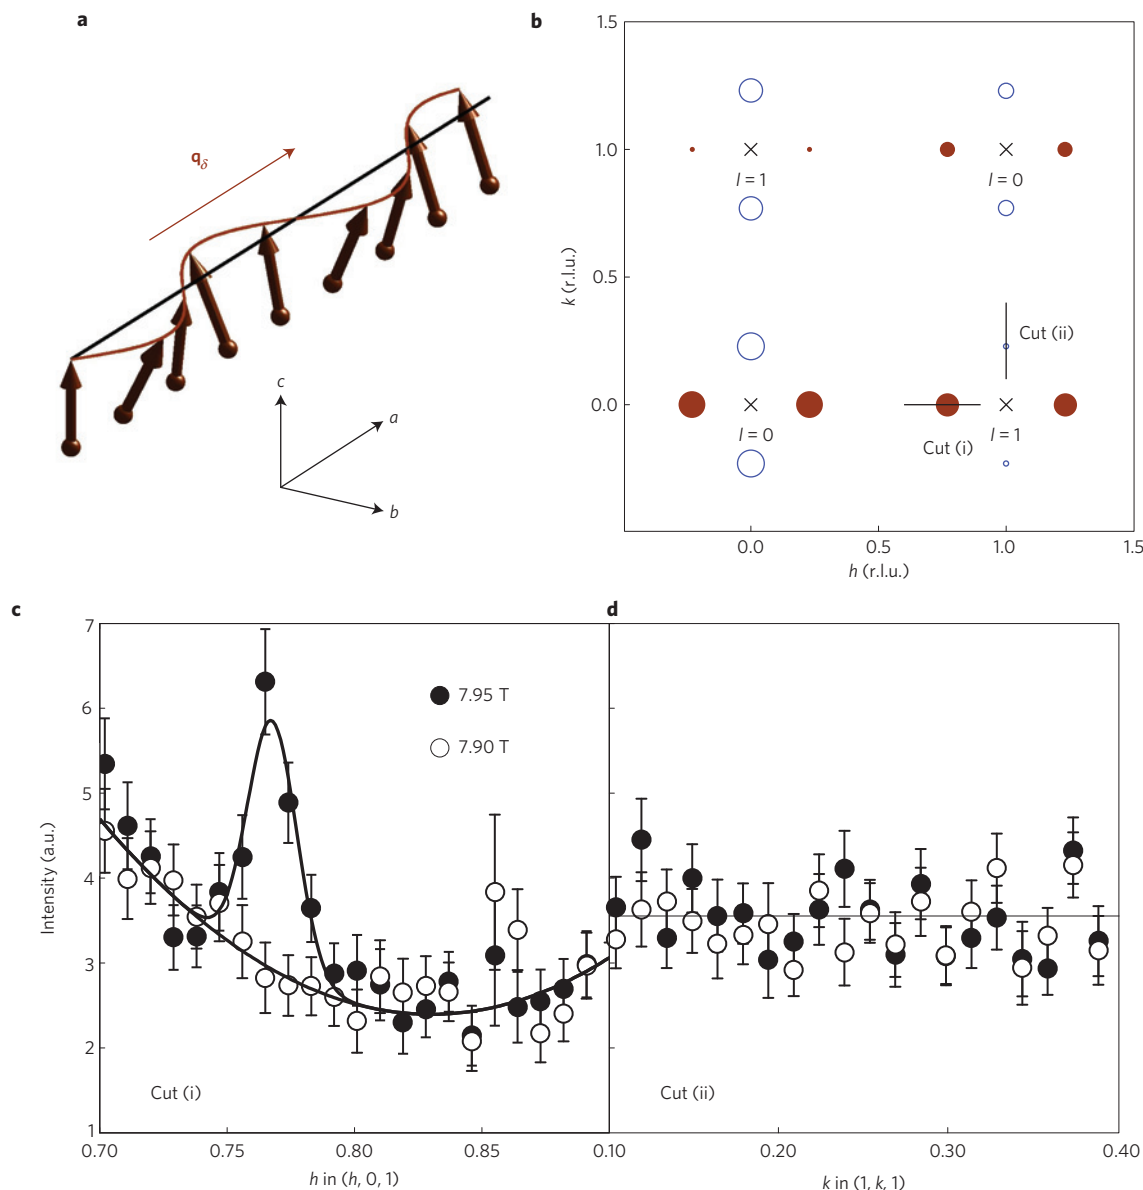 a
q_δ
c
a
b
b
k (r.l.u.)
1.5
1.0
0.5
0.0
l = 1
l = 0
Cut (ii)
l = 0
Cut (i)
l = 1
0.0
0.5
1.0
1.5
h (r.l.u.)
c
Intensity (a.u.)
7
6
5
4
3
2
1
7.95 T
7.90 T
Cut (i)
0.70
0.75
0.80
0.85
h in (h, 0, 1)
d
Cut (ii)
0.10
0.20
0.30
0.40
k in (1, k, 1)